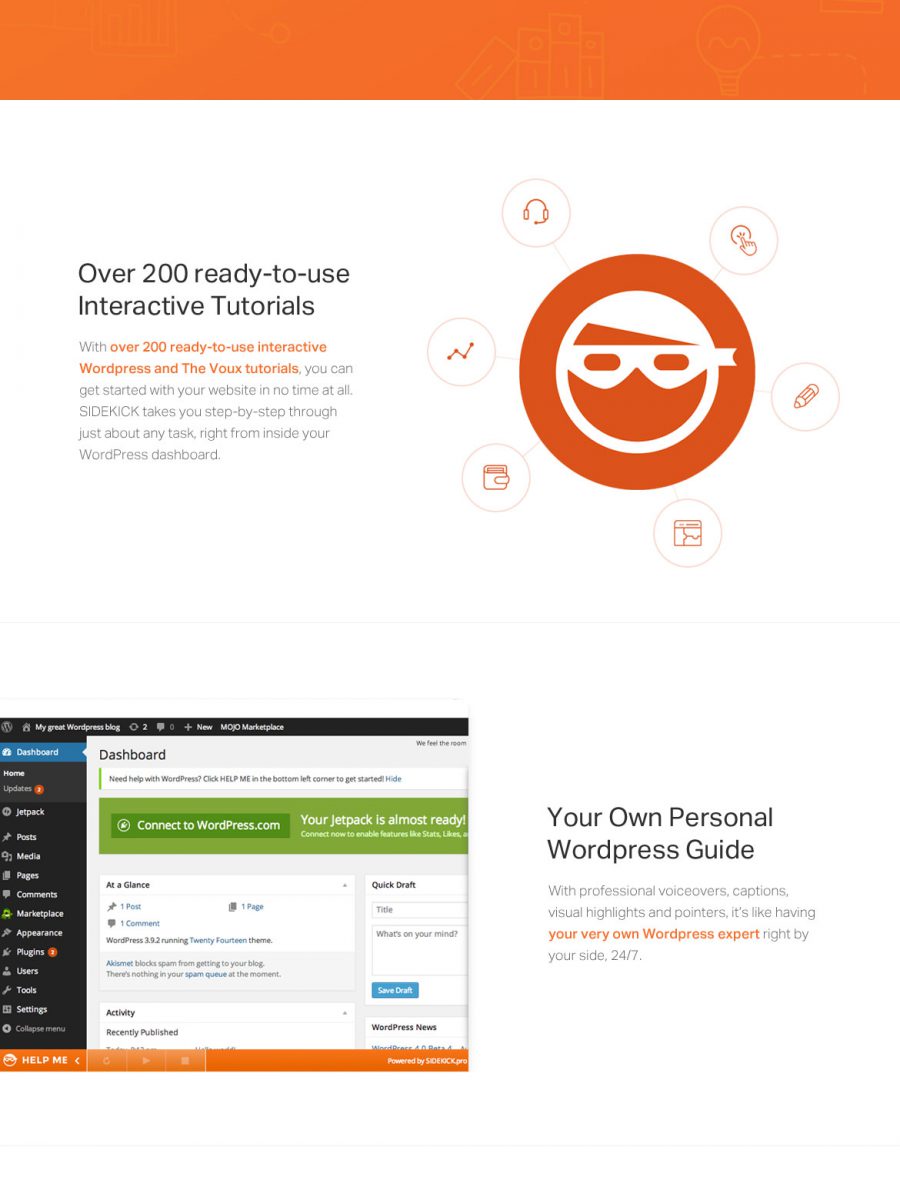 Over 200 ready-to-use
Interactive Tutorials
With over 200 ready-to-use interactive
Wordpress and The Voux tutorials, you can
get started with your website in no time at all.
SIDEKICK takes you step-by-step through
just about any task, right from inside your
WordPress dashboard.
My great Wordpress blog 2 0 New MOJO Marketplace
We feel the room
Dashboard
Home
Updates 2
Jetpack
Posts
Media
Pages
Comments
Marketplace
Appearance
Plugins 2
Users
Tools
Settings
Collapse menu
Dashboard
Need help with WordPress? Click HELP ME in the bottom left corner to get started! Hide
Connect to WordPress.com
Your Jetpack is almost ready!
Connect now to enable features like Stats, Likes,
At a Glance
1 Post 1 Page
1 Comment
WordPress 3.9.2 running Twenty Fourteen theme.
Akismet blocks spam from getting to your blog.
There's nothing in your spam queue at the moment.
Activity
Recently Published
Quick Draft
Title
What's on your mind?
Save Draft
WordPress News
WordPress 4.0 Beta 4
HELP ME
Powered by SIDEKICK.pro
Your Own Personal
Wordpress Guide
With professional voiceovers, captions,
visual highlights and pointers, it's like having
your very own Wordpress expert right by
your side, 24/7.